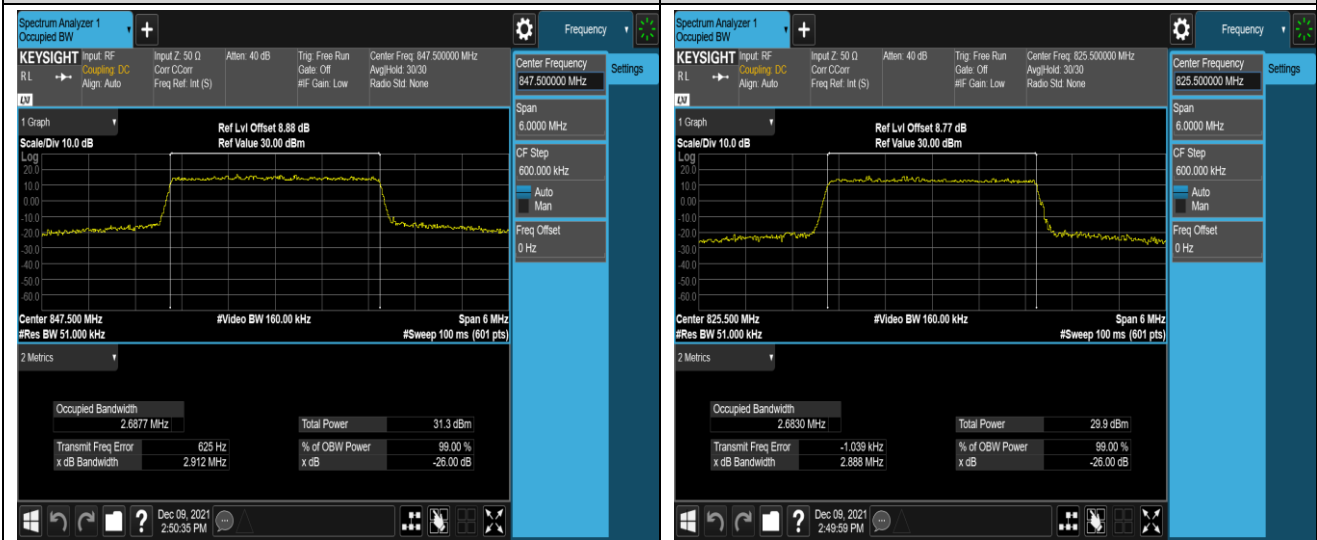 Spectrum Analyzer 1
Occupied BW
+
Frequency
KEYSIGHT Input: RF Input Z: 50 Ω Atten: 40 dB Trig: Free Run Center Freq: 847.500000 MHz
Coupling: DC Corr CCorr Gate: Off Avg|Hold: 30/30
RL Align: Auto Freq Ref: Int (S) #IF Gain: Low Radio Std: None
LXI
Center Frequency
847.500000 MHz
Settings
Span
6.0000 MHz
CF Step
600.000 kHz
Auto
Man
Freq Offset
0 Hz
1 Graph
Ref Lvl Offset 8.88 dB
Scale/Div 10.0 dB Ref Value 30.00 dBm
Log
20.0
10.0
0.00
-10.0
-20.0
-30.0
-40.0
-50.0
-60.0
Center 847.500 MHz #Video BW 160.00 kHz Span 6 MHz
#Res BW 51.000 kHz #Sweep 100 ms (601 pts)
2 Metrics
Occupied Bandwidth
2.6877 MHz Total Power 31.3 dBm
Transmit Freq Error 625 Hz % of OBW Power 99.00 %
x dB Bandwidth 2.912 MHz x dB -26.00 dB
? Dec 09, 2021
2:50:35 PM
Spectrum Analyzer 1
Occupied BW
+
Frequency
KEYSIGHT Input: RF Input Z: 50 Ω Atten: 40 dB Trig: Free Run Center Freq: 825.500000 MHz
Coupling: DC Corr CCorr Gate: Off Avg|Hold: 30/30
RL Align: Auto Freq Ref: Int (S) #IF Gain: Low Radio Std: None
LXI
Center Frequency
825.500000 MHz
Settings
Span
6.0000 MHz
CF Step
600.000 kHz
Auto
Man
Freq Offset
0 Hz
1 Graph
Ref Lvl Offset 8.77 dB
Scale/Div 10.0 dB Ref Value 30.00 dBm
Log
20.0
10.0
0.00
-10.0
-20.0
-30.0
-40.0
-50.0
-60.0
Center 825.500 MHz #Video BW 160.00 kHz Span 6 MHz
#Res BW 51.000 kHz #Sweep 100 ms (601 pts)
2 Metrics
Occupied Bandwidth
2.6830 MHz Total Power 29.9 dBm
Transmit Freq Error -1.039 kHz % of OBW Power 99.00 %
x dB Bandwidth 2.888 MHz x dB -26.00 dB
? Dec 09, 2021
2:49:59 PM